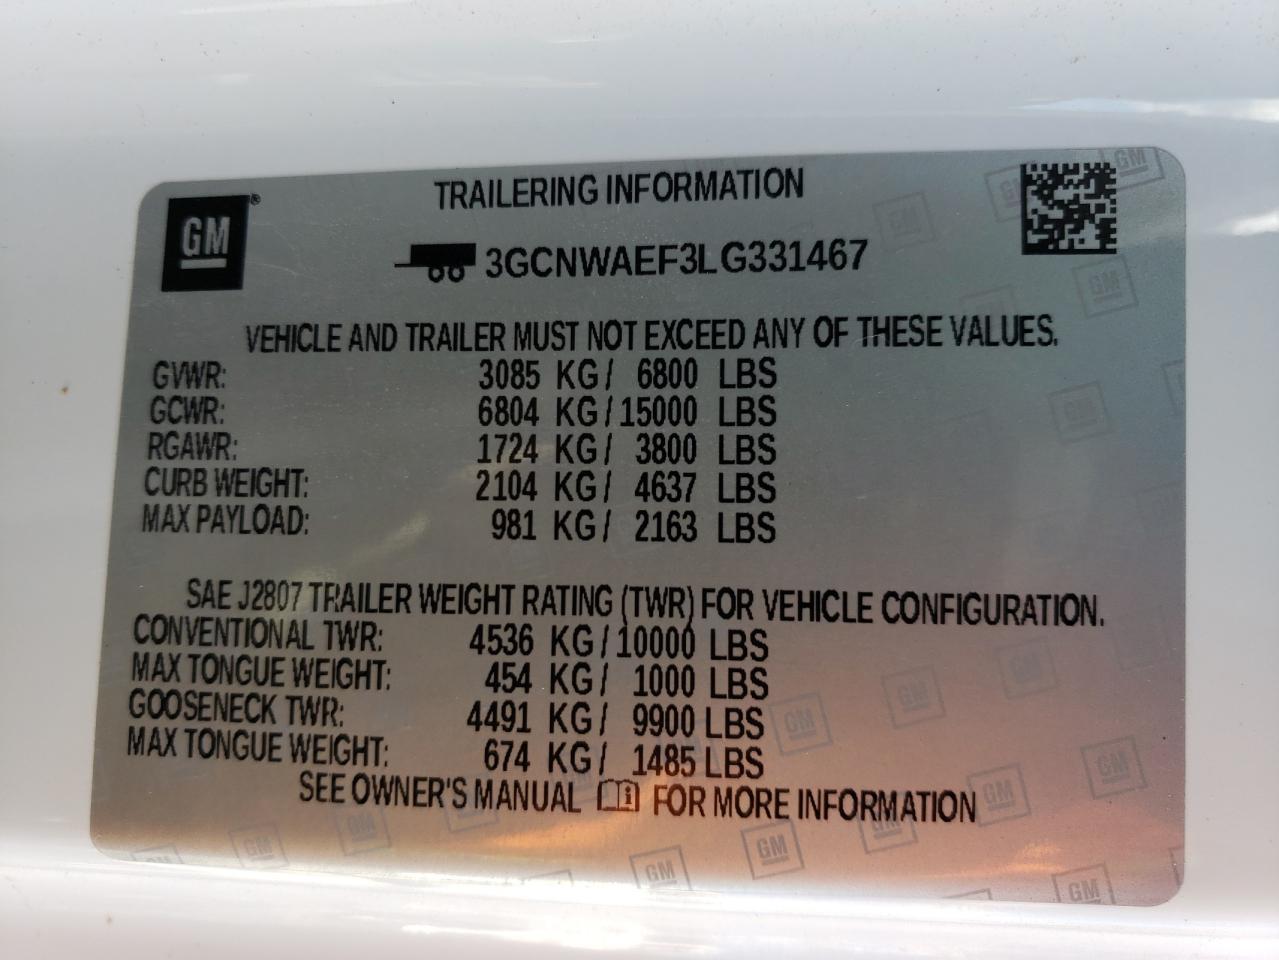 GM®
TRAILERING INFORMATION
3GCNWAEF3LG331467
VEHICLE AND TRAILER MUST NOT EXCEED ANY OF THESE VALUES.
GVWR: 3085 KG/ 6800 LBS
GCWR: 6804 KG/15000 LBS
RGAWR: 1724 KG/ 3800 LBS
CURB WEIGHT: 2104 KG/ 4637 LBS
MAX PAYLOAD: 981 KG/ 2163 LBS
SAE J2807 TRAILER WEIGHT RATING (TWR) FOR VEHICLE CONFIGURATION.
CONVENTIONAL TWR: 4536 KG/10000 LBS
MAX TONGUE WEIGHT: 454 KG/ 1000 LBS
GOOSENECK TWR: 4491 KG/ 9900 LBS
MAX TONGUE WEIGHT: 674 KG/ 1485 LBS
SEE OWNER'S MANUAL FOR MORE INFORMATION